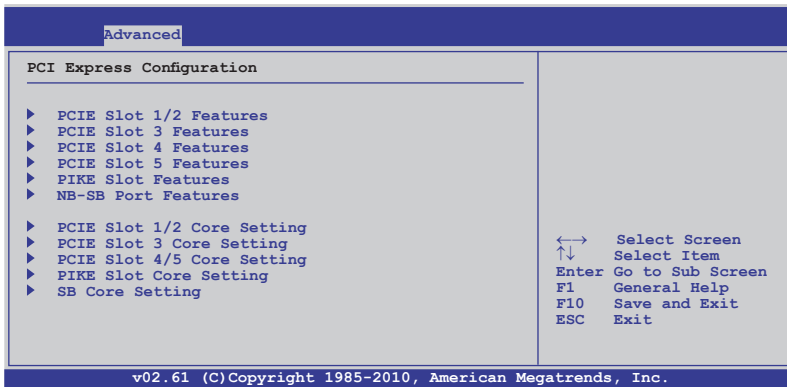 Advanced
PCI Express Configuration
PCIE Slot 1/2 Features
PCIE Slot 3 Features
PCIE Slot 4 Features
PCIE Slot 5 Features
PIKE Slot Features
NB-SB Port Features
PCIE Slot 1/2 Core Setting
PCIE Slot 3 Core Setting
PCIE Slot 4/5 Core Setting
PIKE Slot Core Setting
SB Core Setting
←→ Select Screen
↑↓ Select Item
Enter Go to Sub Screen
F1 General Help
F10 Save and Exit
ESC Exit
v02.61 (C)Copyright 1985-2010, American Megatrends, Inc.